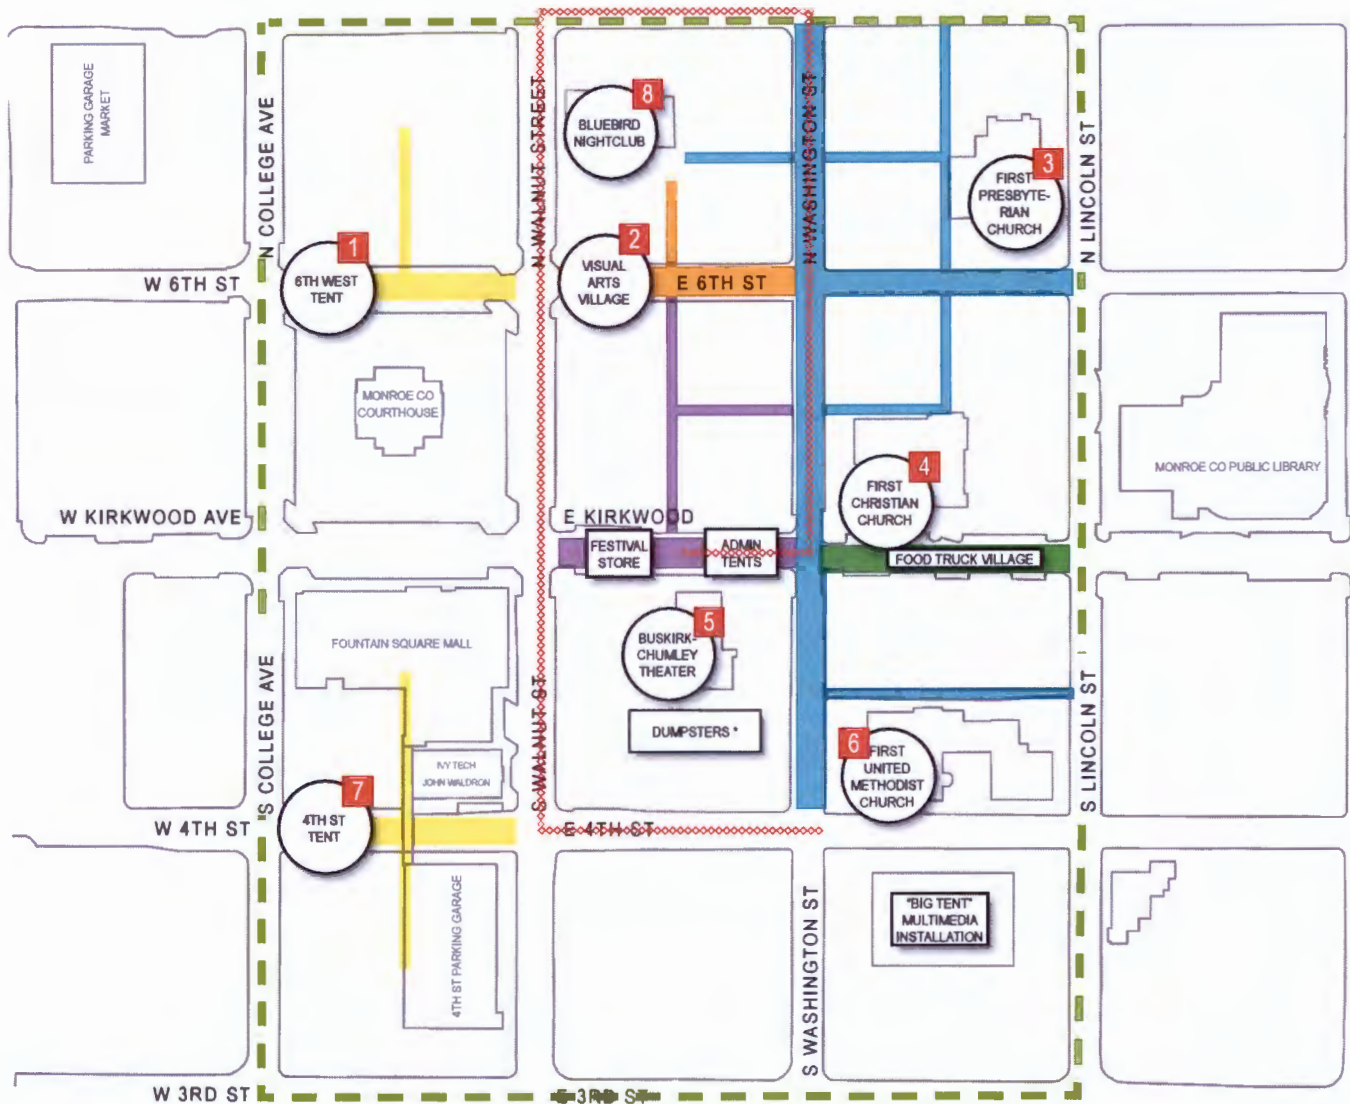 PARKING GARAGE
MARKET
N COLLEGE AVE
N WALNUT STREET
N WASHINGTON ST
N LINCOLN ST
8
BLUEBIRD
NIGHTCLUB
3
FIRST
PRESBYTE-
RIAN
CHURCH
1
6TH WEST
TENT
2
VISUAL
ARTS
VILLAGE
W 6TH ST
E 6TH ST
MONROE CO
COURTHOUSE
4
FIRST
CHRISTIAN
CHURCH
MONROE CO PUBLIC LIBRARY
W KIRKWOOD AVE
E KIRKWOOD
FESTIVAL
STORE
ADMIN
TENTS
FOOD TRUCK VILLAGE
FOUNTAIN SQUARE MALL
5
BUSKIRK-
CHUMLEY
THEATER
S COLLEGE AVE
S WALNUT ST
S LINCOLN ST
DUMPSTERS *
6
FIRST
UNITED
METHODIST
CHURCH
IVY TECH
JOHN WALDRON
7
4TH ST
TENT
W 4TH ST
E 4TH ST
4TH ST PARKING GARAGE
S WASHINGTON ST
"BIG TENT"
MULTIMEDIA
INSTALLATION
W 3RD ST
E 3RD ST